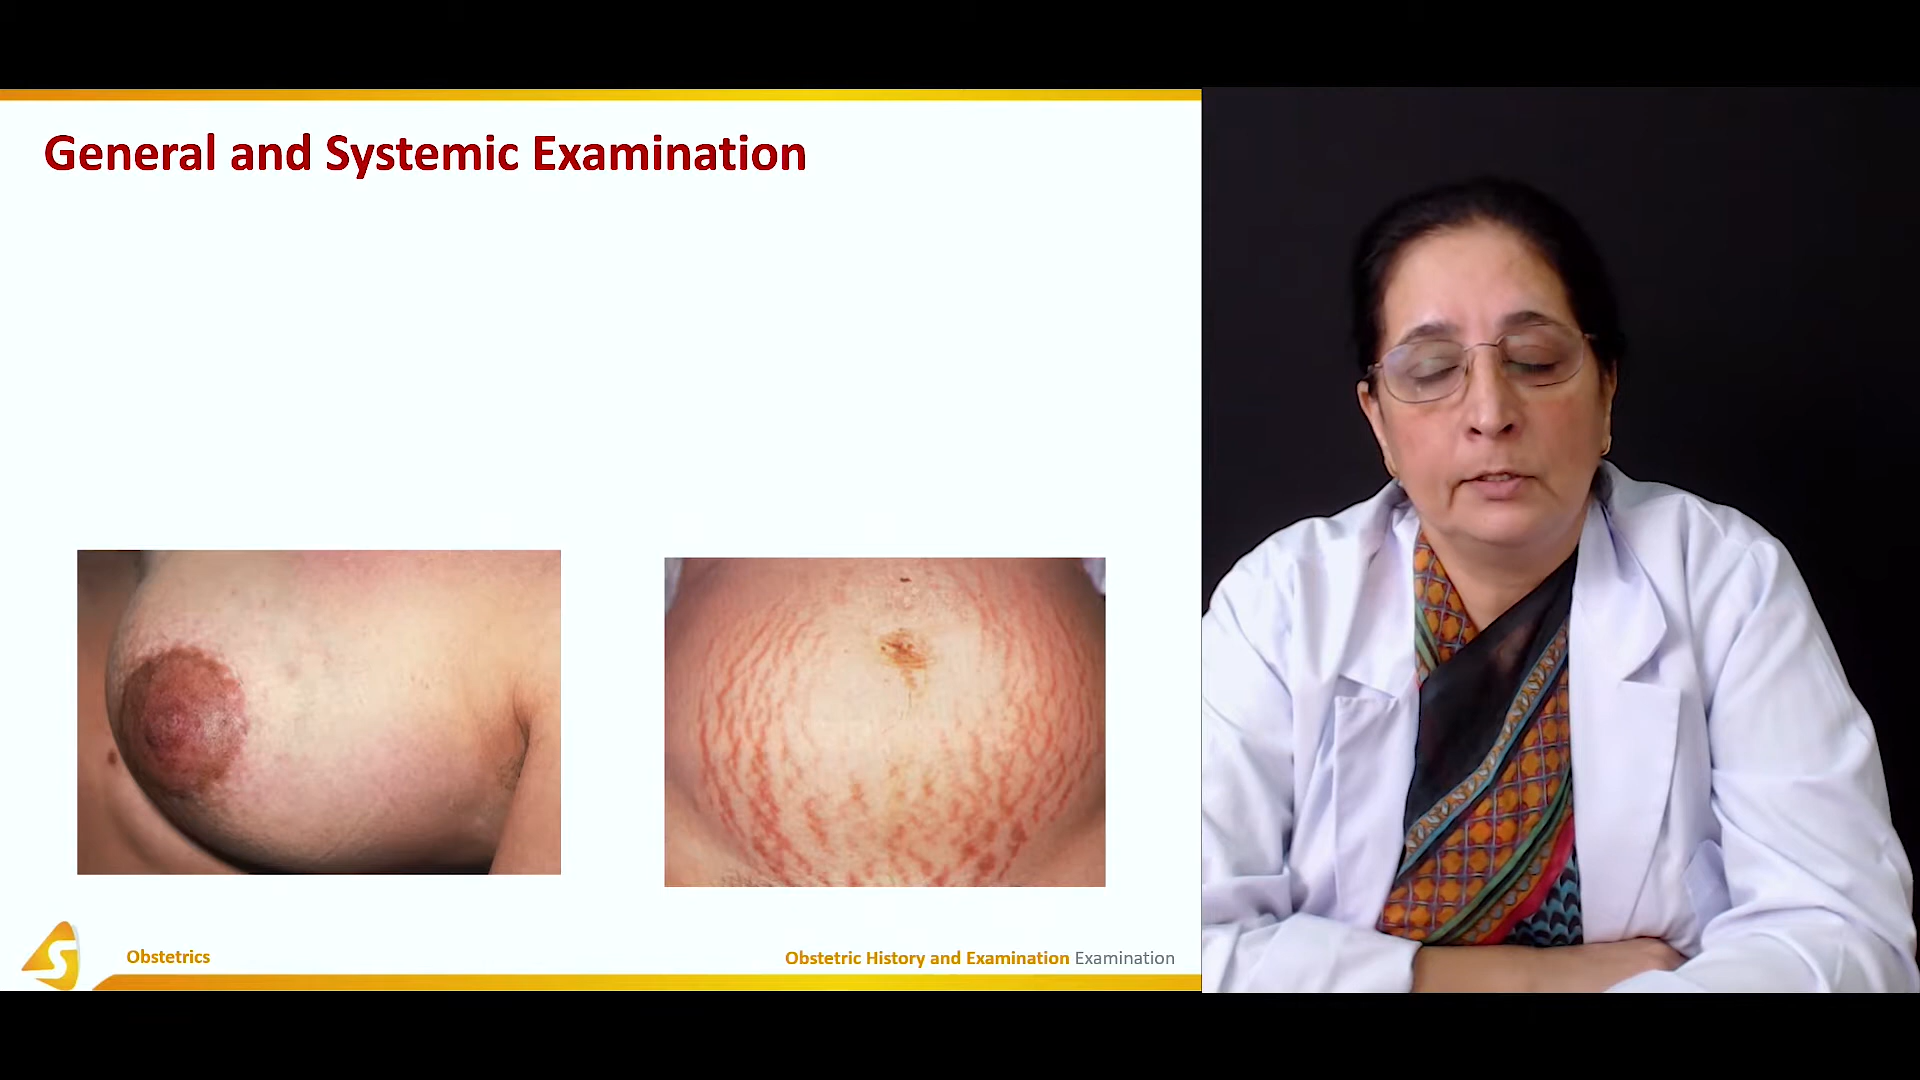 General and Systemic Examination
Obstetrics
Obstetric History and Examination Examination